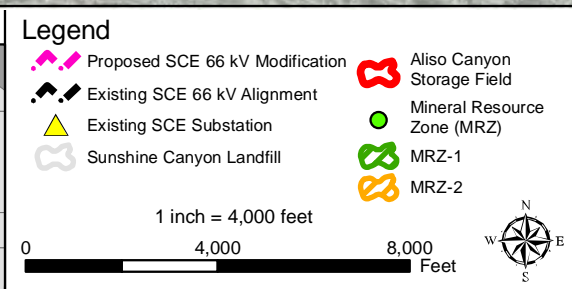 Legend
Proposed SCE 66 kV Modification
Existing SCE 66 kV Alignment
Existing SCE Substation
Sunshine Canyon Landfill
Aliso Canyon
Storage Field
Mineral Resource
Zone (MRZ)
MRZ-1
MRZ-2
1 inch = 4,000 feet
0 4,000 8,000
Feet
N
W E
S